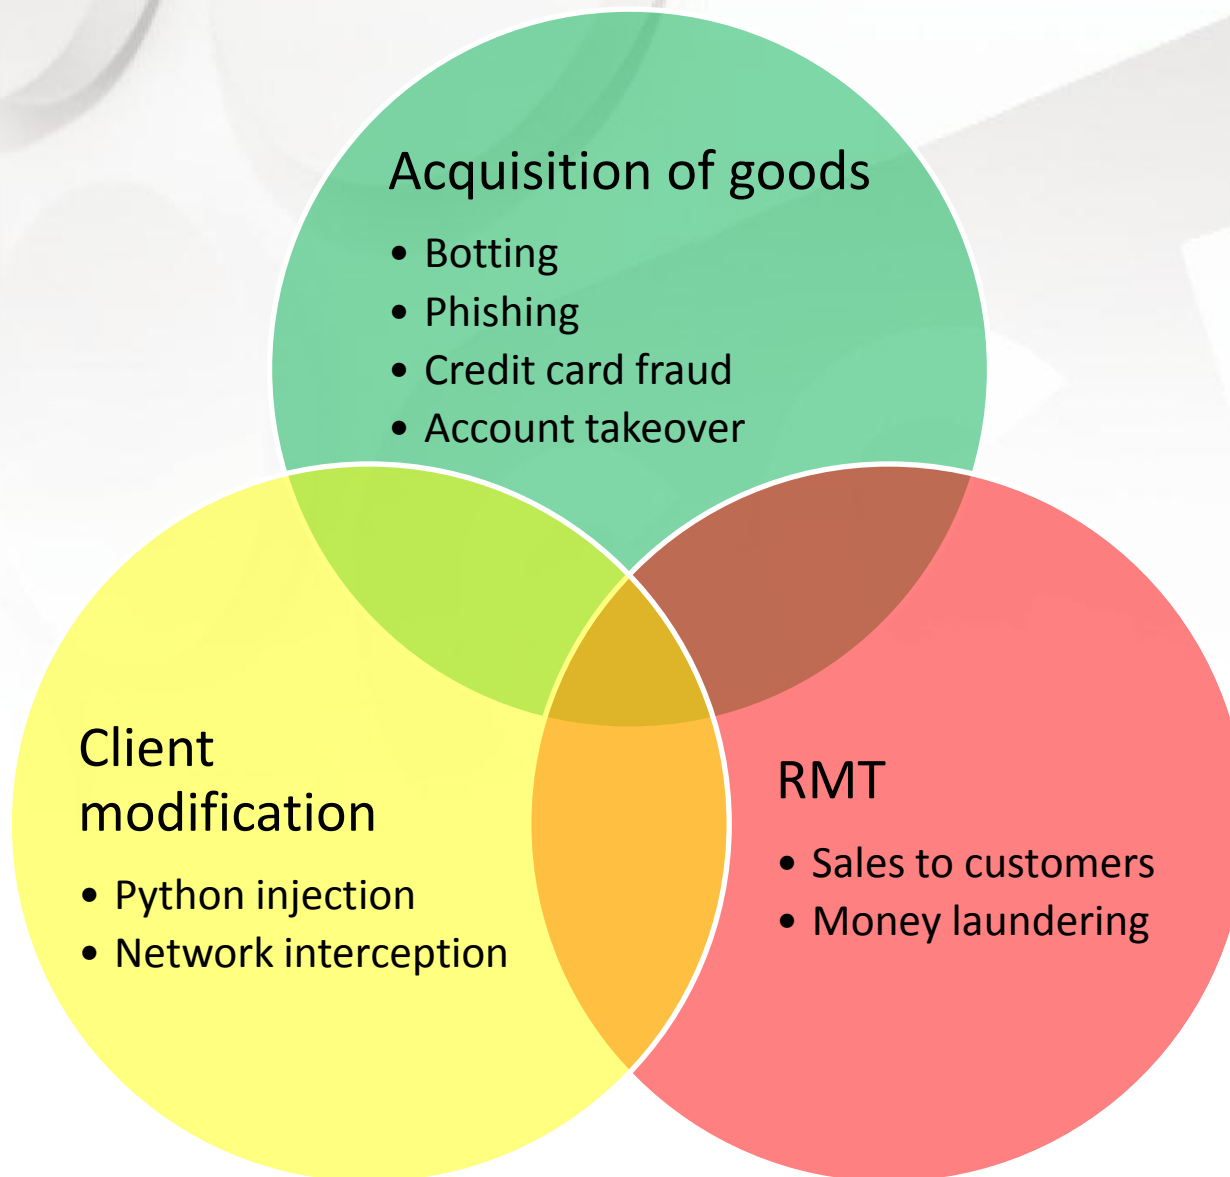 Acquisition of goods
• Botting
• Phishing
• Credit card fraud
• Account takeover
Client
modification
• Python injection
• Network interception
RMT
• Sales to customers
• Money laundering